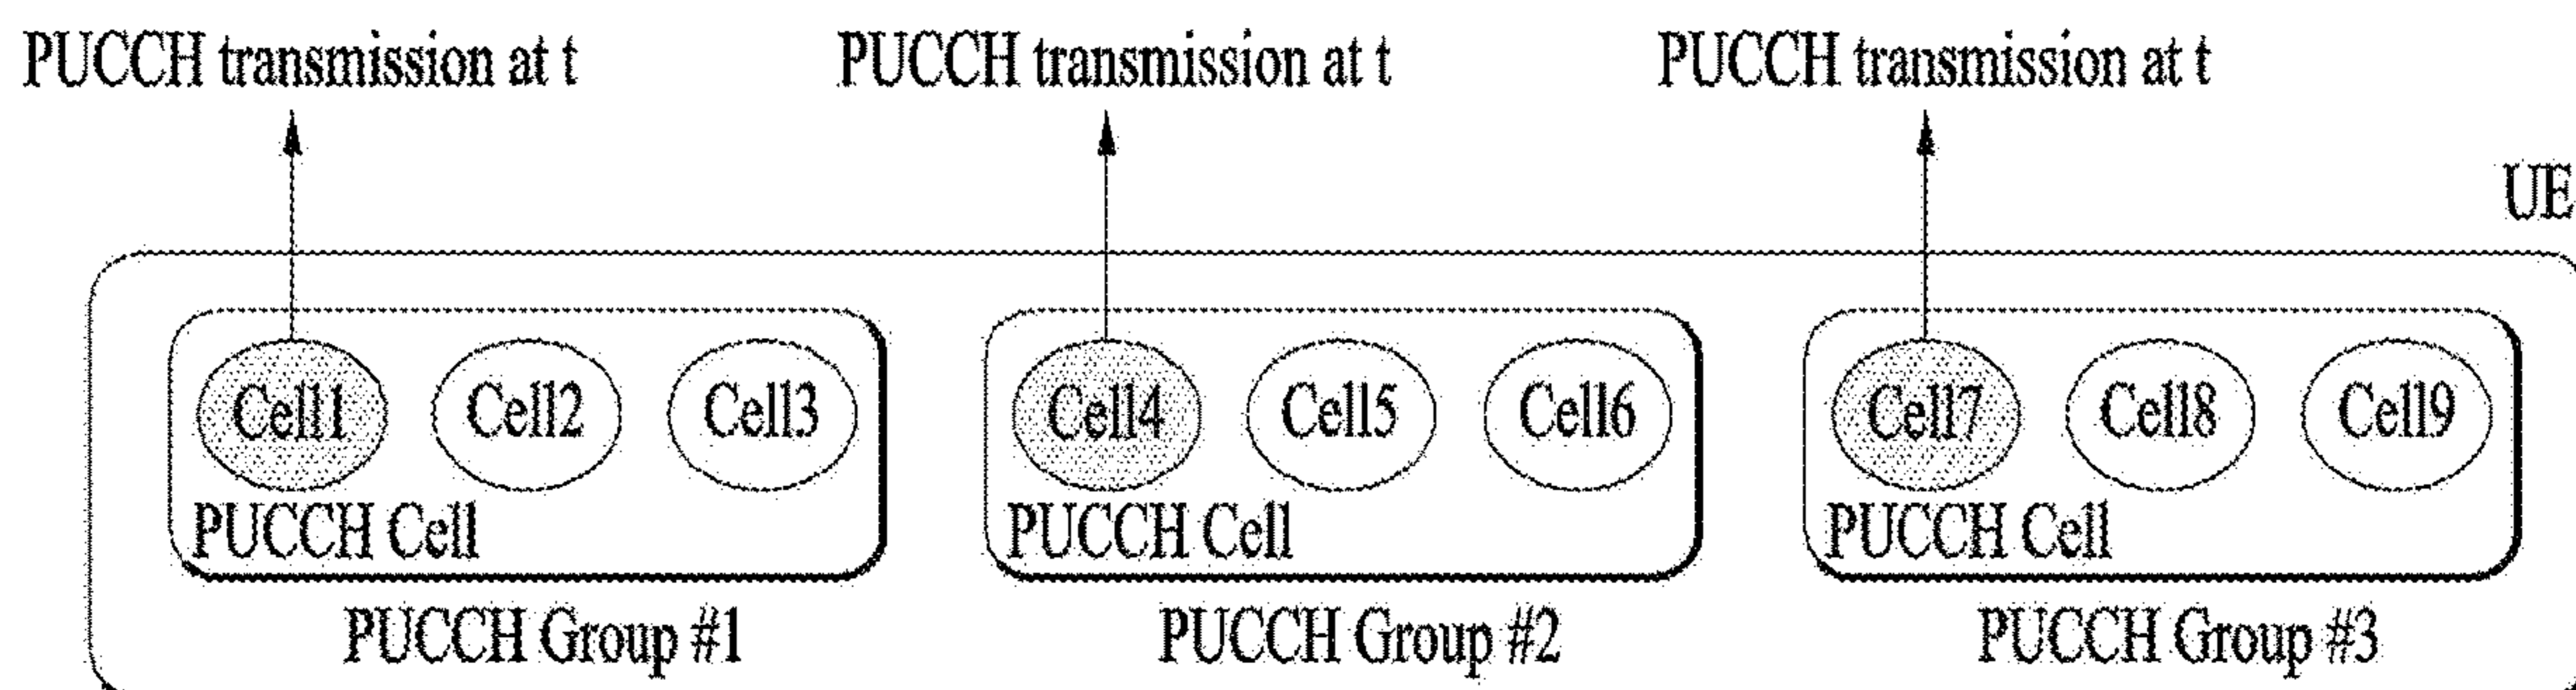 PUCCH transmission at t PUCCH transmission at t PUCCH transmission at t
UE
Cell1 Cell2 Cell3 Cell4 Cell5 Cell6 Cell7 Cell8 Cell9
PUCCH Cell PUCCH Cell PUCCH Cell
PUCCH Group #1 PUCCH Group #2 PUCCH Group #3